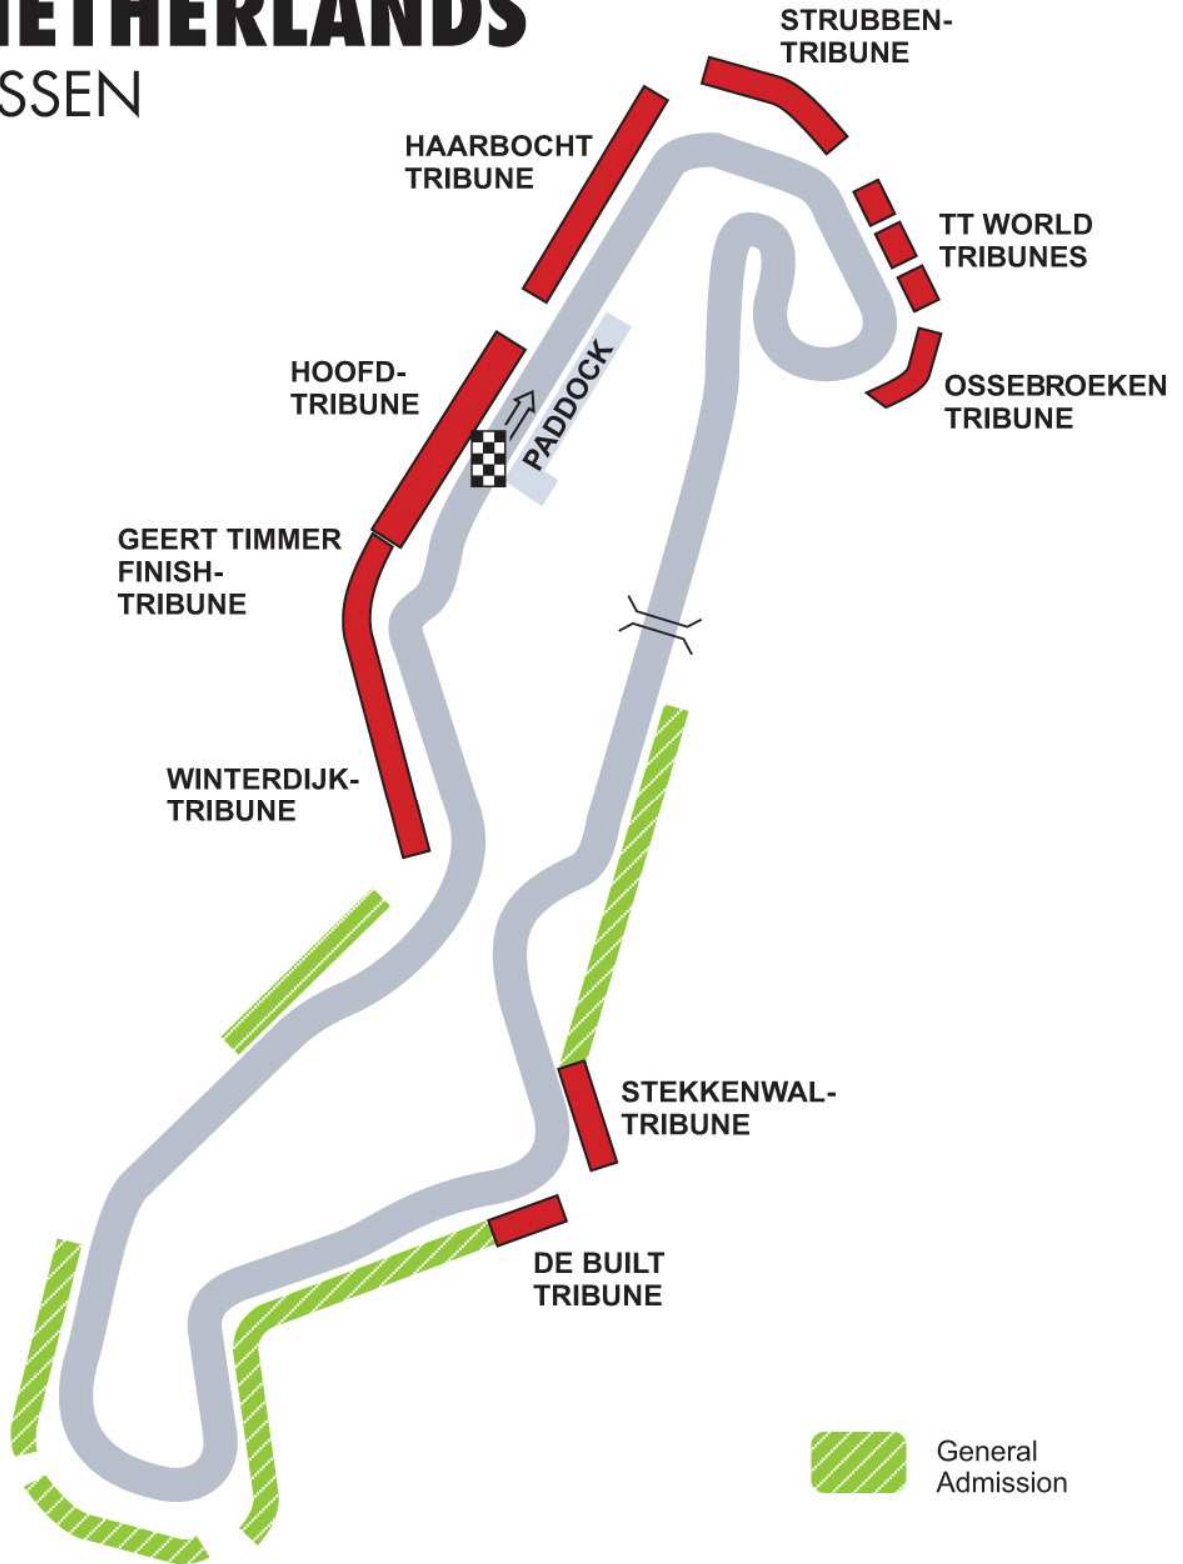 NETHERLANDS
SSEN
STRUBBEN-
TRIBUNE
HAARBOCHT
TRIBUNE
TT WORLD
TRIBUNES
HOOFD-
TRIBUNE
PADDOCK
OSSEBROEKEN
TRIBUNE
GEERT TIMMER
FINISH-
TRIBUNE
WINTERDIJK-
TRIBUNE
STEKKENWAL-
TRIBUNE
DE BUILT
TRIBUNE
General
Admission